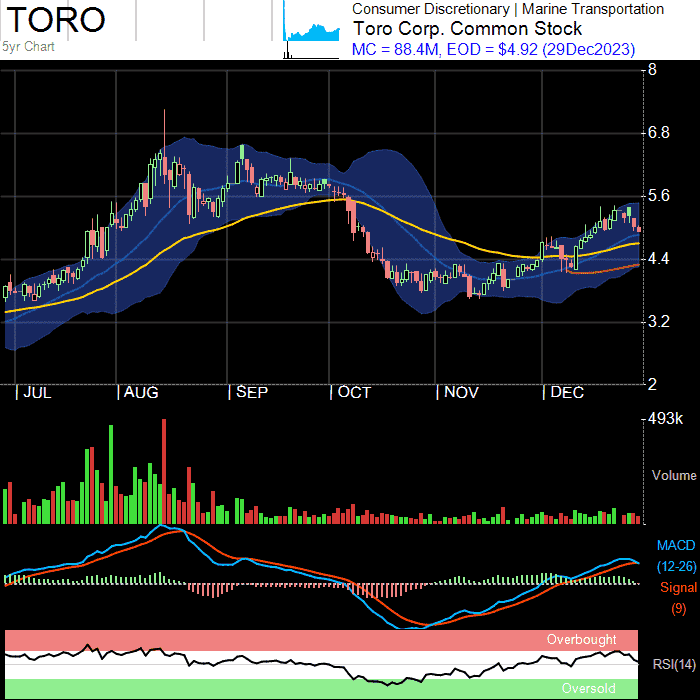 TORO
5yr Chart
Consumer Discretionary | Marine Transportation
Toro Corp. Common Stock
MC = 88.4M, EOD = $4.92 (29Dec2023)
8
6.8
5.6
4.4
3.2
2
JUL AUG SEP OCT NOV DEC
493k
Volume
MACD
(12-26)
Signal
(9)
Overbought
RSI(14)
Oversold